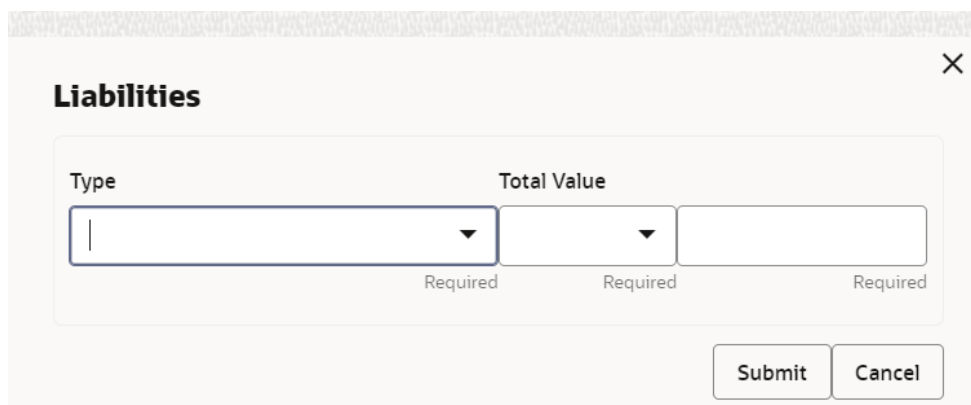 Liabilities
Type Total Value
Required Required Required
Submit Cancel